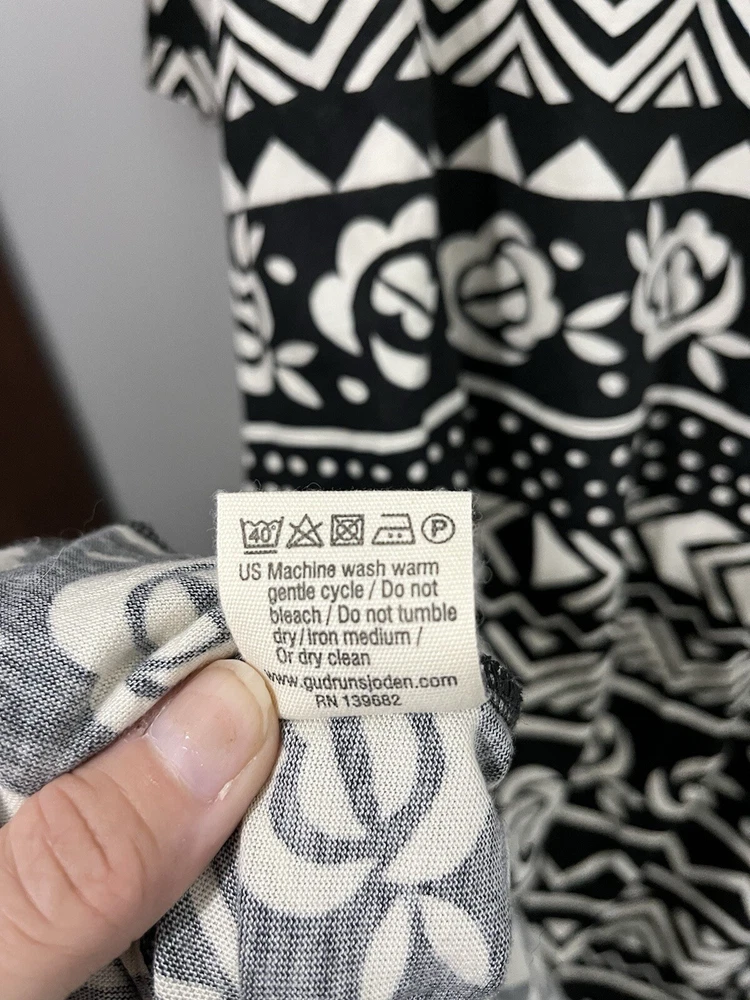 40°
P
US Machine wash warm
gentle cycle / Do not
bleach / Do not tumble
dry / Iron medium /
Or dry clean
www.gudrunsjoden.com
RN 139682